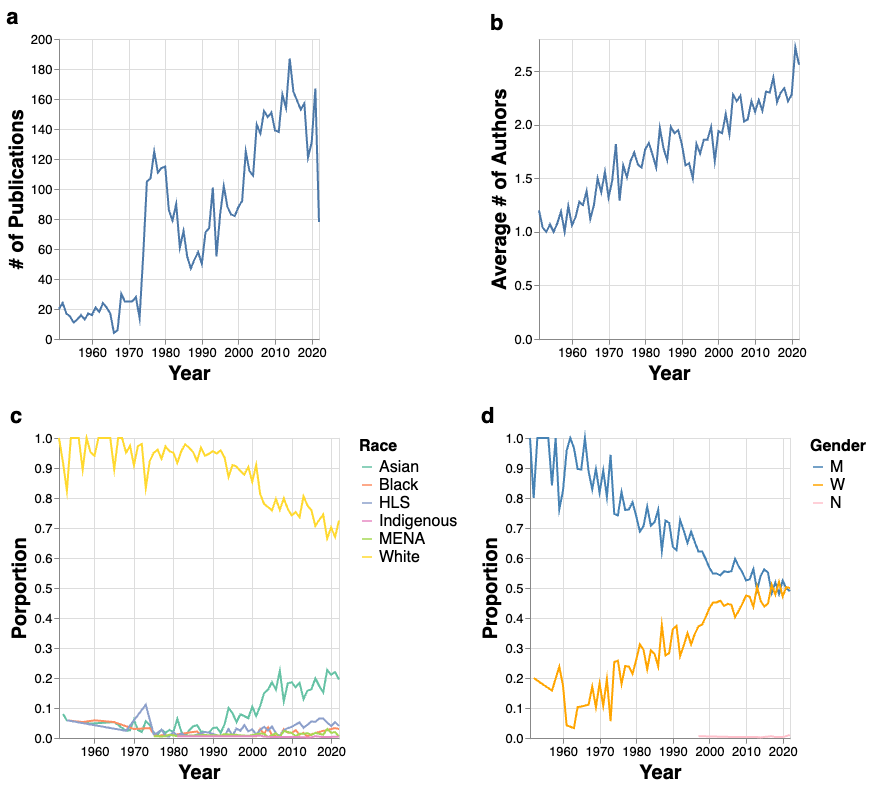 a
200
180
160
140
120
100
80
60
40
20
0
# of Publications
1960 1970 1980 1990 2000 2010 2020
Year
b
2.5
2.0
1.5
1.0
0.5
0.0
Average # of Authors
1960 1970 1980 1990 2000 2010 2020
Year
c
1.0
0.9
0.8
0.7
0.6
0.5
0.4
0.3
0.2
0.1
0.0
Porportion
1960 1970 1980 1990 2000 2010 2020
Year
Race
Asian
Black
HLS
Indigenous
MENA
White
d
1.0
0.9
0.8
0.7
0.6
0.5
0.4
0.3
0.2
0.1
0.0
Proportion
1960 1970 1980 1990 2000 2010 2020
Year
Gender
M
W
N